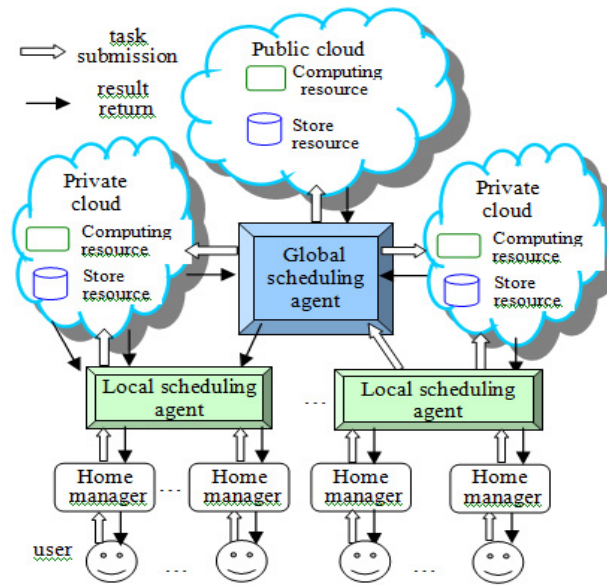 task
submission
result
return
Public cloud
Computing
resource
Store
resource
Private
cloud
Computing
resource
Store
resource
Global
scheduling
agent
Private
cloud
Computing
resource
Store
resource
Local scheduling
agent
...
Local scheduling
agent
Home
manager
...
Home
manager
Home
manager
...
Home
manager
user
...
...
...